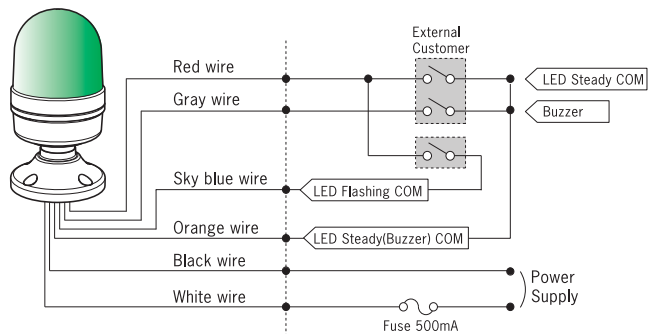 External
Customer
Red wire
LED Steady COM
Gray wire
Buzzer
Sky blue wire
LED Flashing COM
Orange wire
LED Steady(Buzzer) COM
Black wire
Power
Supply
White wire
Fuse 500mA